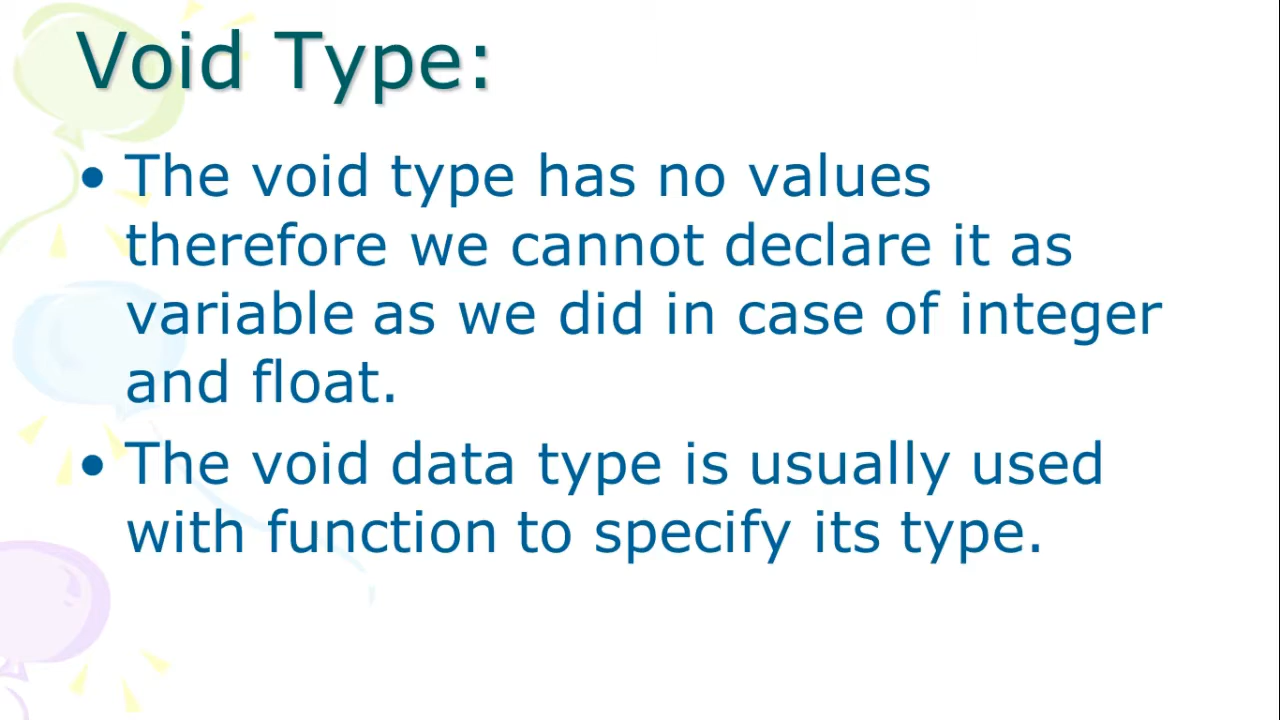 Void Type:
• The void type has no values
therefore we cannot declare it as
variable as we did in case of integer
and float.
• The void data type is usually used
with function to specify its type.